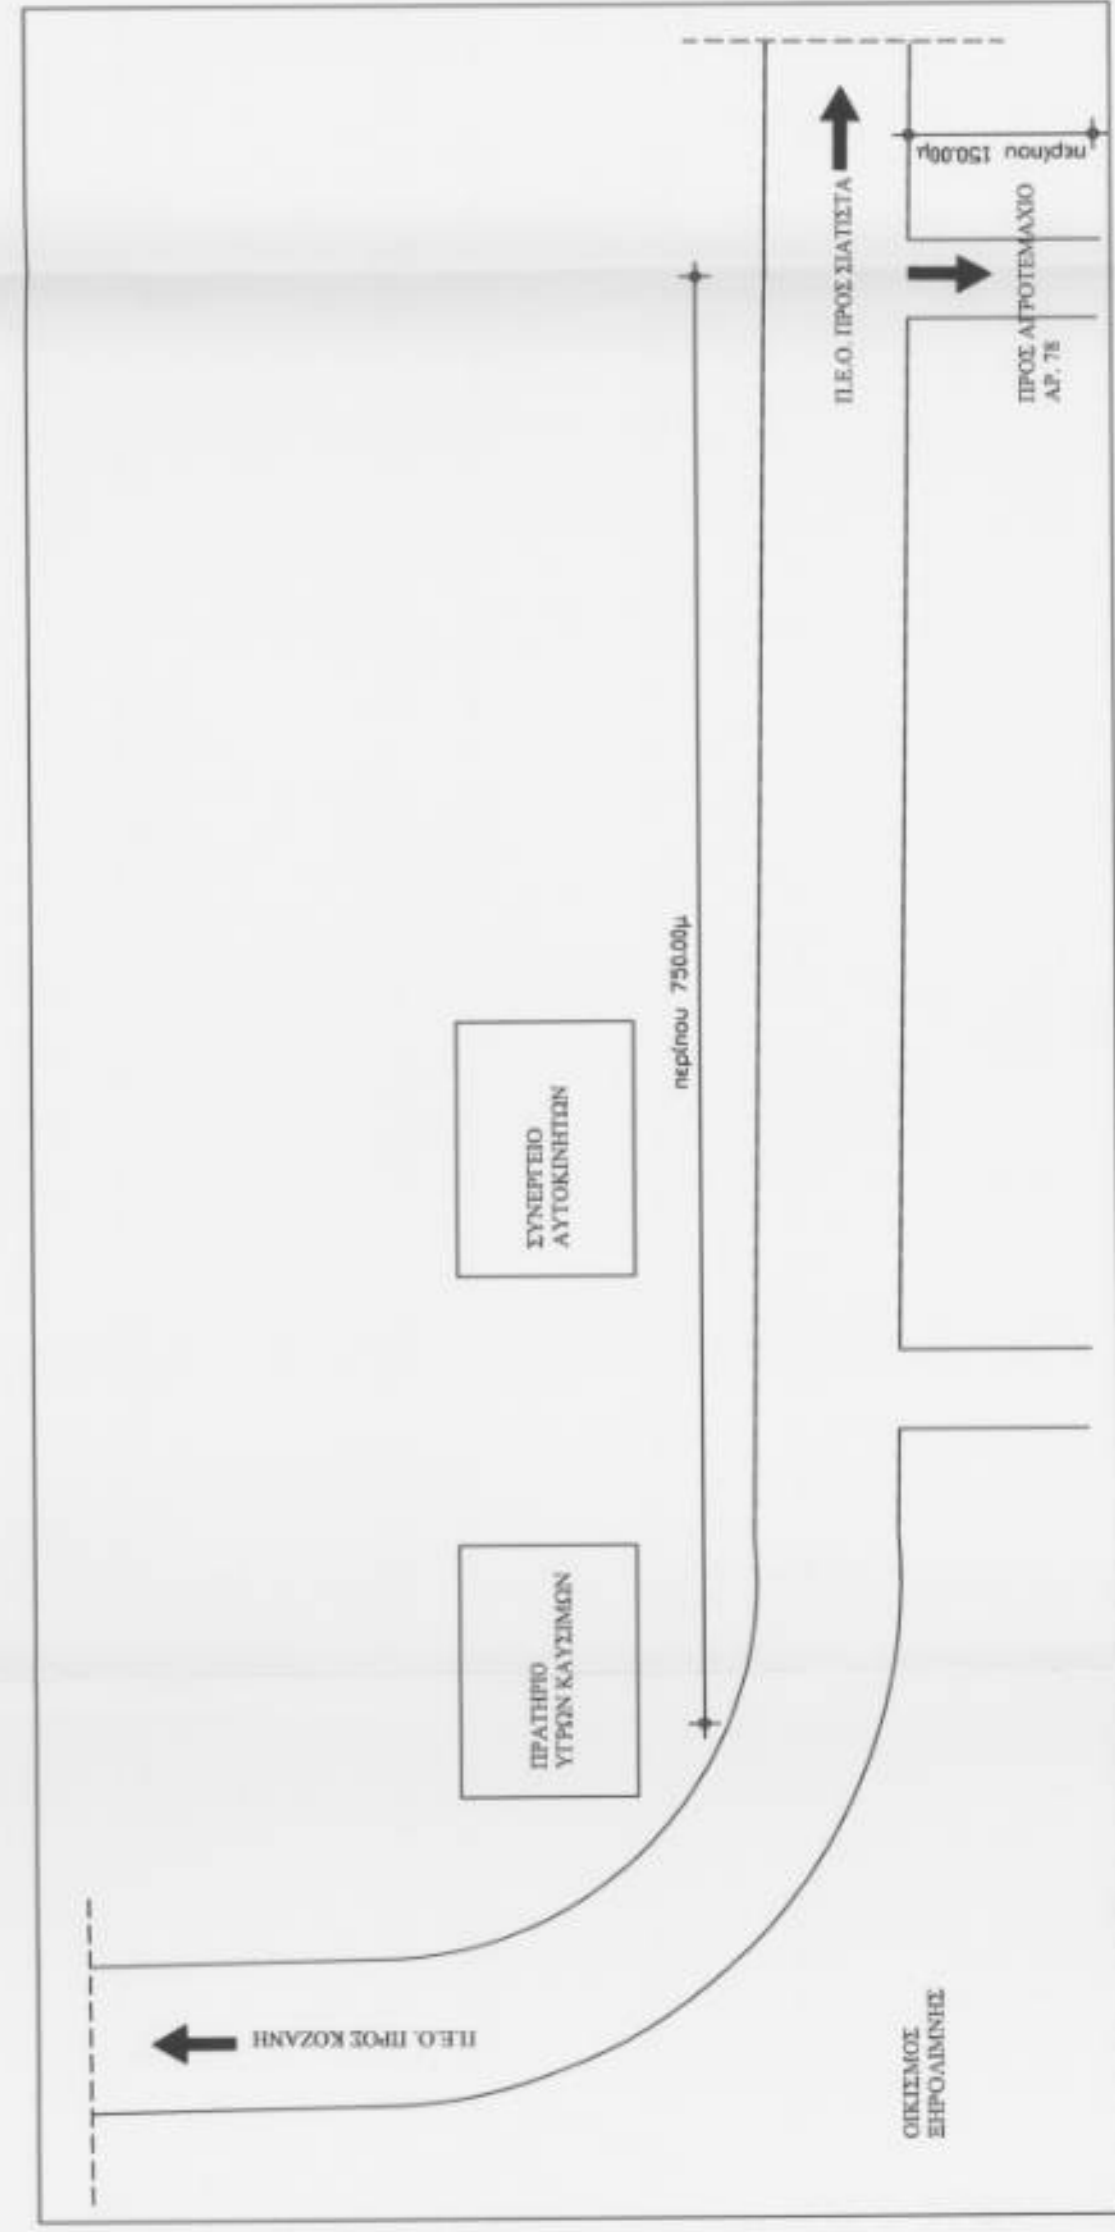 Π.Ε.Ο. ΠΡΟΣ ΚΟΖΑΝΗ
ΠΡΑΤΗΡΙΟ
ΥΓΡΩΝ ΚΑΥΣΙΜΩΝ
ΣΥΝΕΡΓΕΙΟ
ΑΥΤΟΚΙΝΗΤΩΝ
περίπου 750.00μ
Π.Ε.Ο. ΠΡΟΣ ΣΙΑΤΙΣΤΑ
περίπου 150.00μ
ΠΡΟΣ ΑΓΡΟΤΕΜΑΧΙΟ
ΑΡ. 78
ΟΙΚΙΣΜΟΣ
ΞΗΡΟΛΙΜΝΗΣ